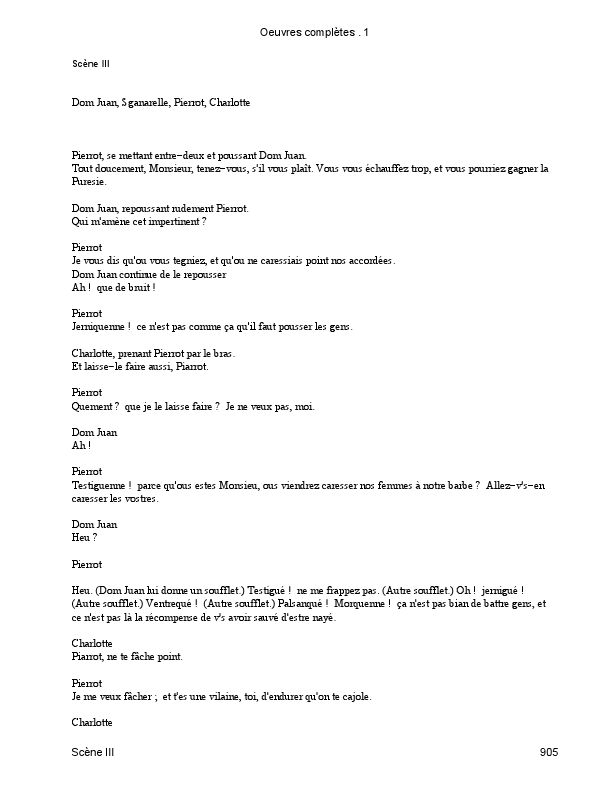 Oeuvres complètes . 1
Scène III
Dom Juan, Sganarelle, Pierrot, Charlotte
Pierrot, se mettant entre−deux et poussant Dom Juan.
Tout doucement, Monsieur, tenez−vous, s'il vous plaît. Vous vous échauffez trop, et vous pourriez gagner la
Puresie.
Dom Juan, repoussant rudement Pierrot.
Qui m'amène cet impertinent ?
Pierrot
Je vous dis qu'ou vous tegniez, et qu'ou ne caressiais point nos accordées.
Dom Juan continue de le repousser
Ah !  que de bruit !
Pierrot
Jerniquenne !  ce n'est pas comme ça qu'il faut pousser les gens.
Charlotte, prenant Pierrot par le bras.
Et laisse−le faire aussi, Piarrot.
Pierrot
Quement ?  que je le laisse faire ?  Je ne veux pas, moi.
Dom Juan
Ah !
Pierrot
Testiguenne !  parce qu'ous estes Monsieu, ous viendrez caresser nos femmes à notre barbe ?  Allez−v's−en
caresser les vostres.
Dom Juan
Heu ?
Pierrot
Heu. (Dom Juan lui donne un soufflet.) Testigué !  ne me frappez pas. (Autre soufflet.) Oh !  jernigué !
(Autre soufflet.) Ventrequé !  (Autre soufflet.) Palsanqué !  Morquenne !  ça n'est pas bian de battre gens, et
ce n'est pas là la récompense de v's avoir sauvé d'estre nayé.
Charlotte
Piarrot, ne te fâche point.
Pierrot
Je me veux fâcher ;  et t'es une vilaine, toi, d'endurer qu'on te cajole.
Charlotte
Scène III 905